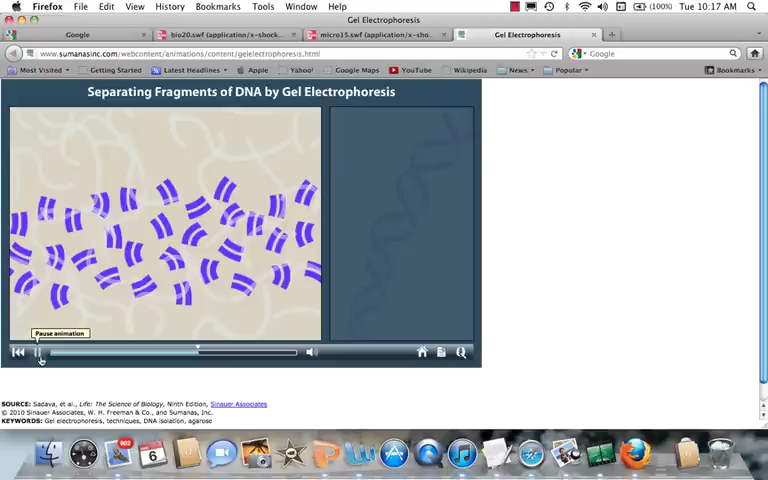 Firefox File Edit View History Bookmarks Tools Window Help (100%) Tue 10:17 AM
Gel Electrophoresis
Google bio20.swf (application/x-shock... micro15.swf (application/x-sho... Gel Electrophoresis
www.sumanasinc.com/webcontent/animations/content/gelelectrophoresis.html Google
Most Visited Getting Started Latest Headlines Apple Yahoo! Google Maps YouTube Wikipedia News Popular Bookmarks
Separating Fragments of DNA by Gel Electrophoresis
Pause animation
SOURCE: Sadava, et al., Life: The Science of Biology, Ninth Edition, Sinauer Associates
© 2010 Sinauer Associates, W. H. Freeman & Co., and Sumanas, Inc.
KEYWORDS: Gel electrophoresis, techniques, DNA isolation, agarose
902
6